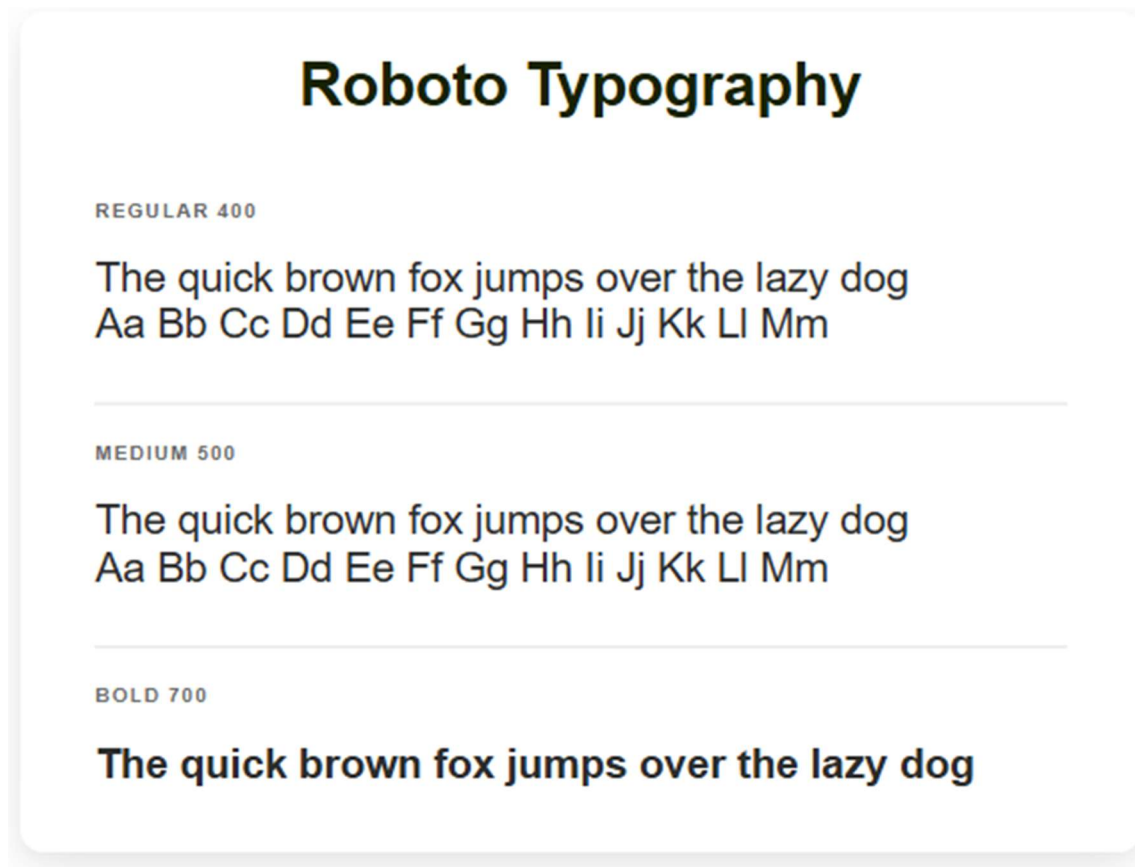 Roboto Typography
REGULAR 400
The quick brown fox jumps over the lazy dog
Aa Bb Cc Dd Ee Ff Gg Hh Ii Jj Kk Ll Mm
MEDIUM 500
The quick brown fox jumps over the lazy dog
Aa Bb Cc Dd Ee Ff Gg Hh Ii Jj Kk Ll Mm
BOLD 700
The quick brown fox jumps over the lazy dog